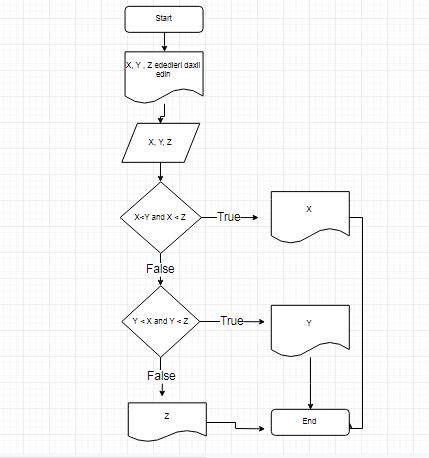 Start
X, Y , Z ededleri daxil
edin
X, Y, Z
X<Y and X < Z
True
X
False
Y < X and Y < Z
True
Y
False
Z
End